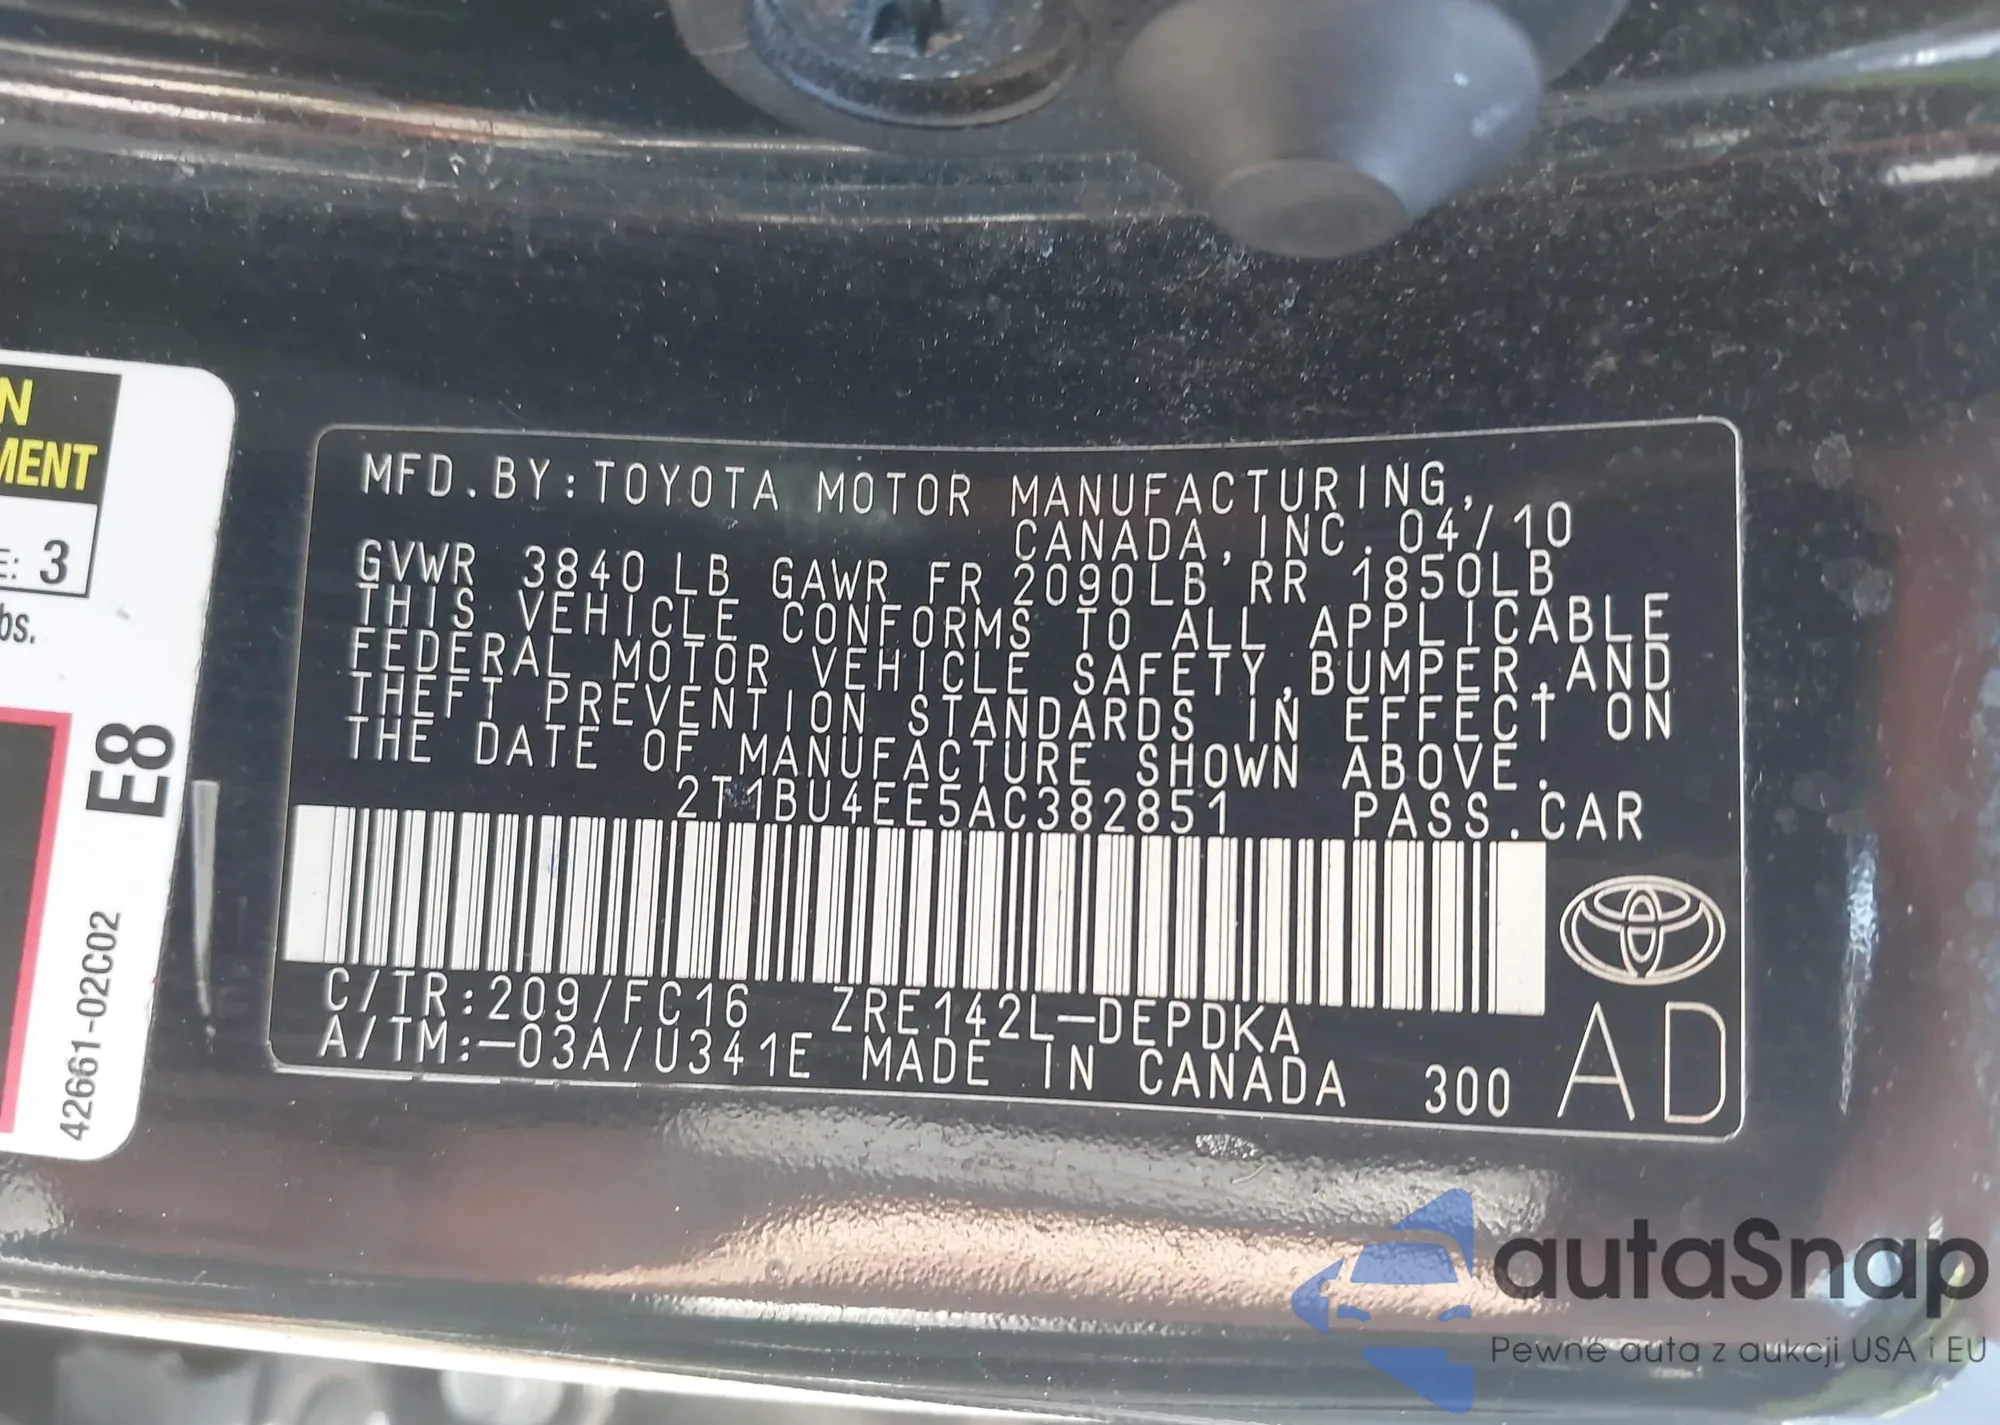 MFD.BY:TOYOTA MOTOR MANUFACTURING,
CANADA, INC. 04/10
GVWR 3840 LB GAWR FR 2090LB RR 1850LB
THIS VEHICLE CONFORMS TO ALL APPLICABLE
FEDERAL MOTOR VEHICLE SAFETY, BUMPER, AND
THEFT PREVENTION STANDARDS IN EFFECT ON
THE DATE OF MANUFACTURE SHOWN ABOVE.
2T1BU4EE5AC382851 PASS.CAR
C/TR:209/FC16 ZRE142L-DEPDKA
A/TM:-03A/U341E MADE IN CANADA 300
AD
N
MENT
E: 3
bs.
E8
42661-02C02
autaSnap
Pewne auta z aukcji USA i EU